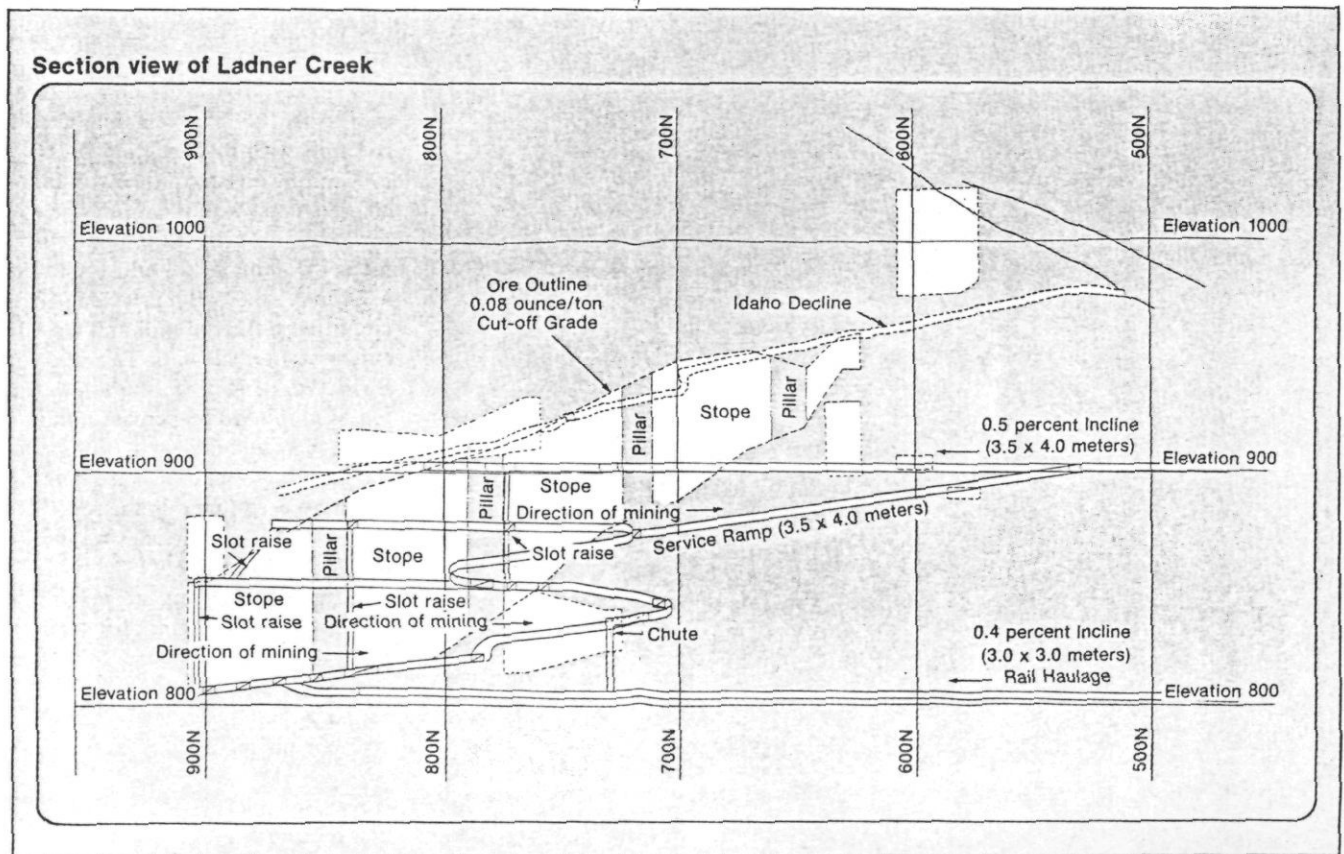 Section view of Ladner Creek
900N
800N
700N
600N
500N
Elevation 1000
Elevation 1000
Ore Outline
0.08 ounce/ton
Cut-off Grade
Idaho Decline
Pillar
Stope
Pillar
0.5 percent Incline
(3.5 x 4.0 meters)
Elevation 900
Elevation 900
Pillar
Stope
Direction of mining
Service Ramp (3.5 x 4.0 meters)
Slot raise
Pillar
Stope
Slot raise
Stope
Slot raise
Slot raise
Direction of mining
Chute
Direction of mining
0.4 percent Incline
(3.0 x 3.0 meters)
Rail Haulage
Elevation 800
Elevation 800
900N
800N
700N
600N
500N